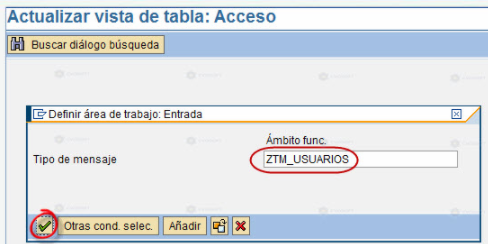 Actualizar vista de tabla: Acceso
Buscar diálogo búsqueda
Definir área de trabajo: Entrada
Ámbito func.
Tipo de mensaje ZTM_USUARIOS
Otras cond. selec. Añadir